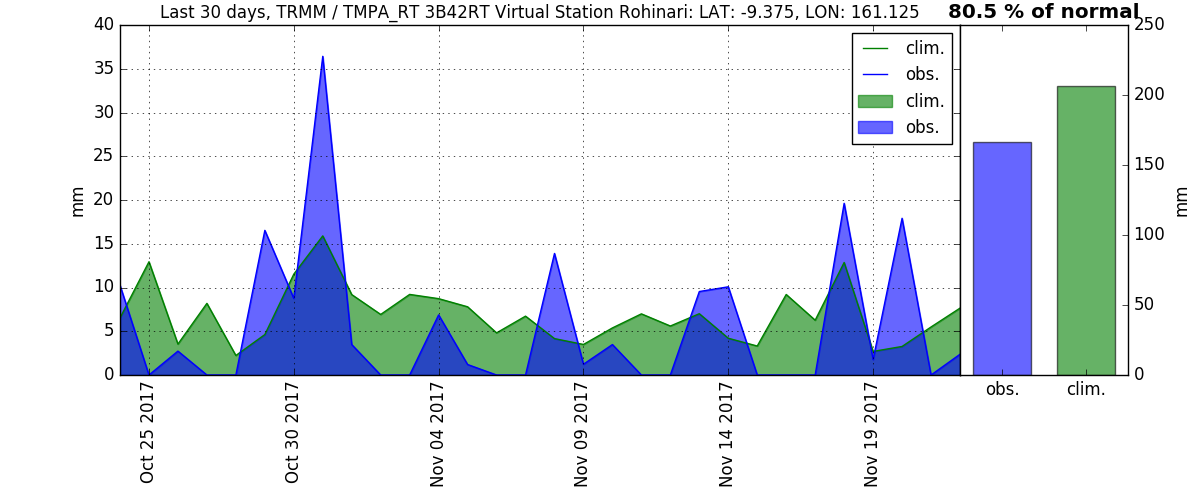 Last 30 days, TRMM / TMPA_RT 3B42RT Virtual Station Rohinari: LAT: -9.375, LON: 161.125
80.5 % of normal
40
35
30
25
20
15
10
5
0
mm
clim.
obs.
clim.
obs.
250
200
150
100
50
0
mm
Oct 25 2017
Oct 30 2017
Nov 04 2017
Nov 09 2017
Nov 14 2017
Nov 19 2017
obs.
clim.